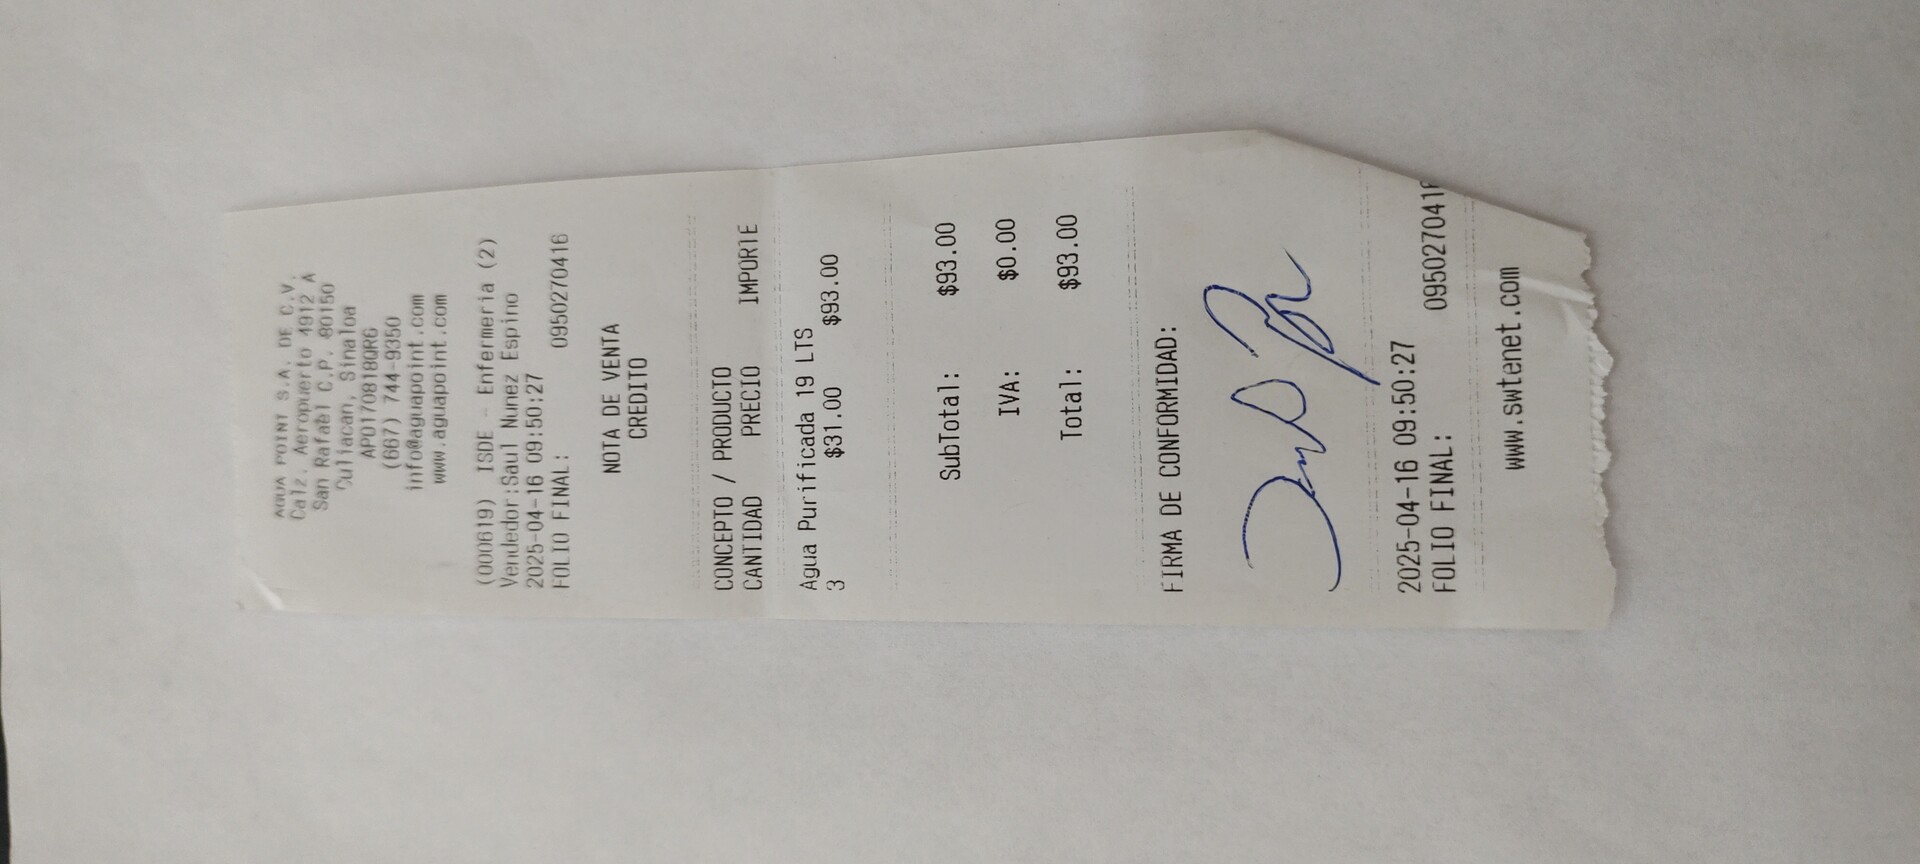 AGUA POINT S.A. DE C.V.
Calz. Aeropuerto 4912 A
San Rafael C.P. 80150
Culiacan, Sinaloa
APO170818QRG
(667) 744-9350
info@aguapoint.com
www.aguapoint.com
(000619) ISDE - Enfermeria (2)
Vendedor:Saul Nunez Espino
2025-04-16 09:50:27
FOLIO FINAL: 0950270416
NOTA DE VENTA
CREDITO
CONCEPTO / PRODUCTO
CANTIDAD PRECIO IMPORTE
Agua Purificada 19 LTS
3 $31.00 $93.00
SubTotal: $93.00
IVA: $0.00
Total: $93.00
FIRMA DE CONFORMIDAD:
2025-04-16 09:50:27
FOLIO FINAL: 0950270416
www.swtenet.com